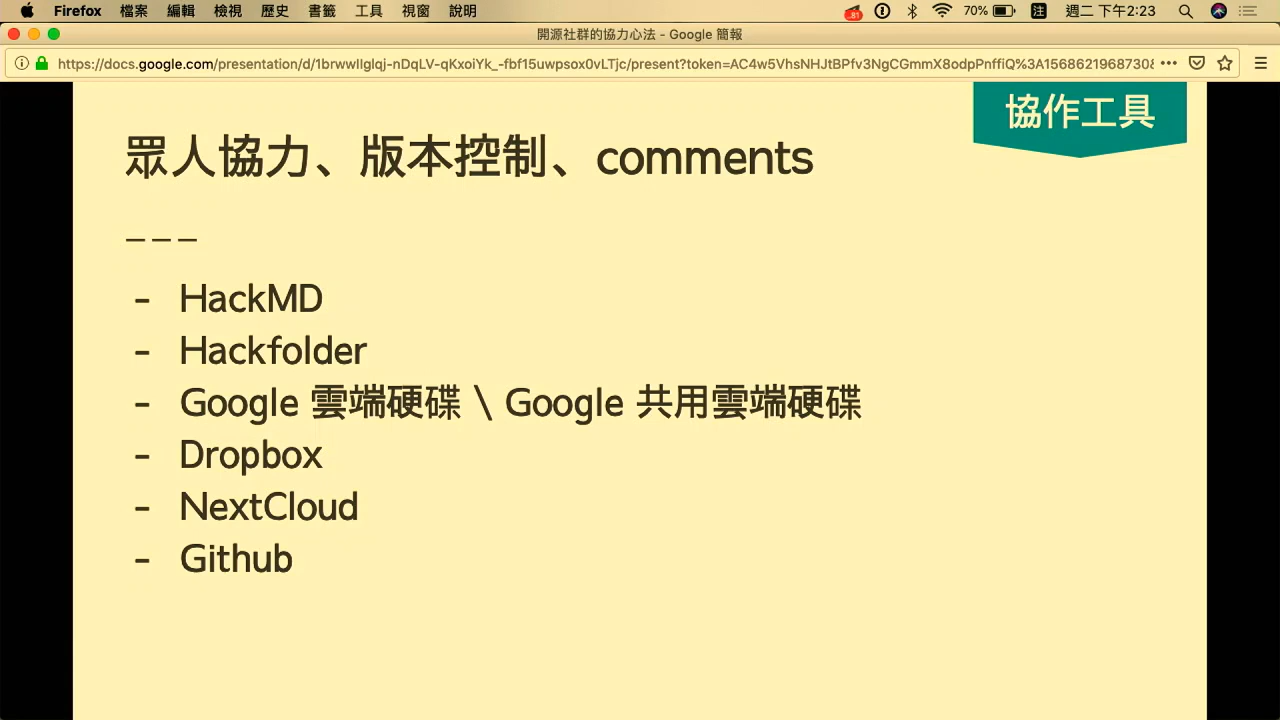 Firefox 檔案 編輯 檢視 歷史 書籤 工具 視窗 說明 81 70% 注 週二 下午2:23
開源社群的協力心法 - Google 簡報
https://docs.google.com/presentation/d/1brwwIlglqj-nDqLV-qKxoiYk_-fbf15uwpsox0vLTjc/present?token=AC4w5VhsNHJtBPfv3NgCGmmX8odpPnffiQ%3A1568621968730&
協作工具
眾人協力、版本控制、comments
---
- HackMD
- Hackfolder
- Google 雲端硬碟 \ Google 共用雲端硬碟
- Dropbox
- NextCloud
- Github